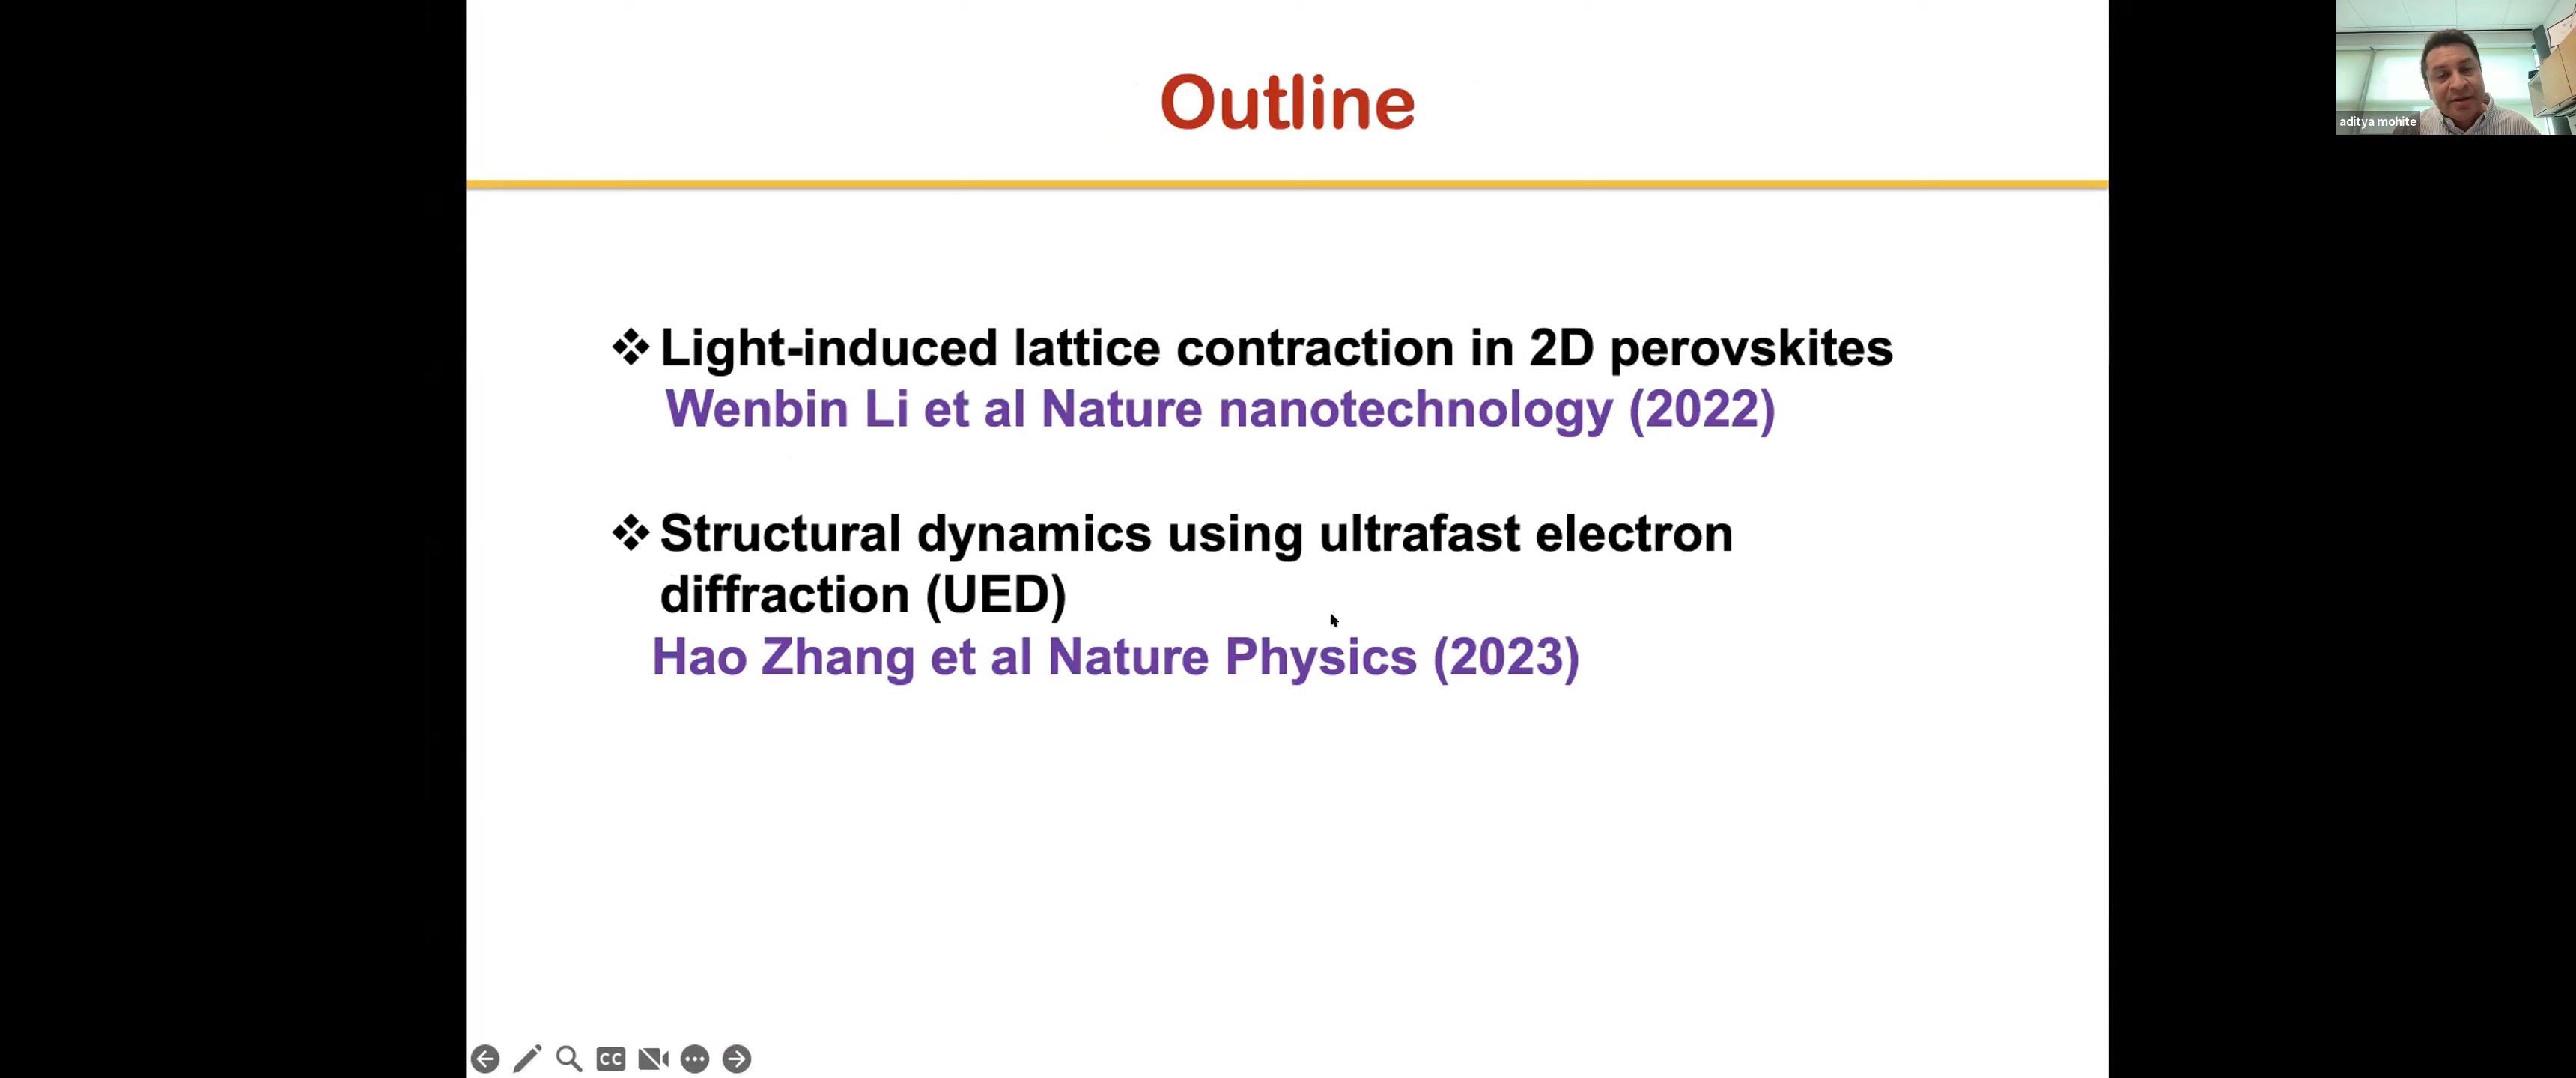 Outline
aditya mohite
❖ Light-induced lattice contraction in 2D perovskites
Wenbin Li et al Nature nanotechnology (2022)
❖ Structural dynamics using ultrafast electron
diffraction (UED)
Hao Zhang et al Nature Physics (2023)
CC